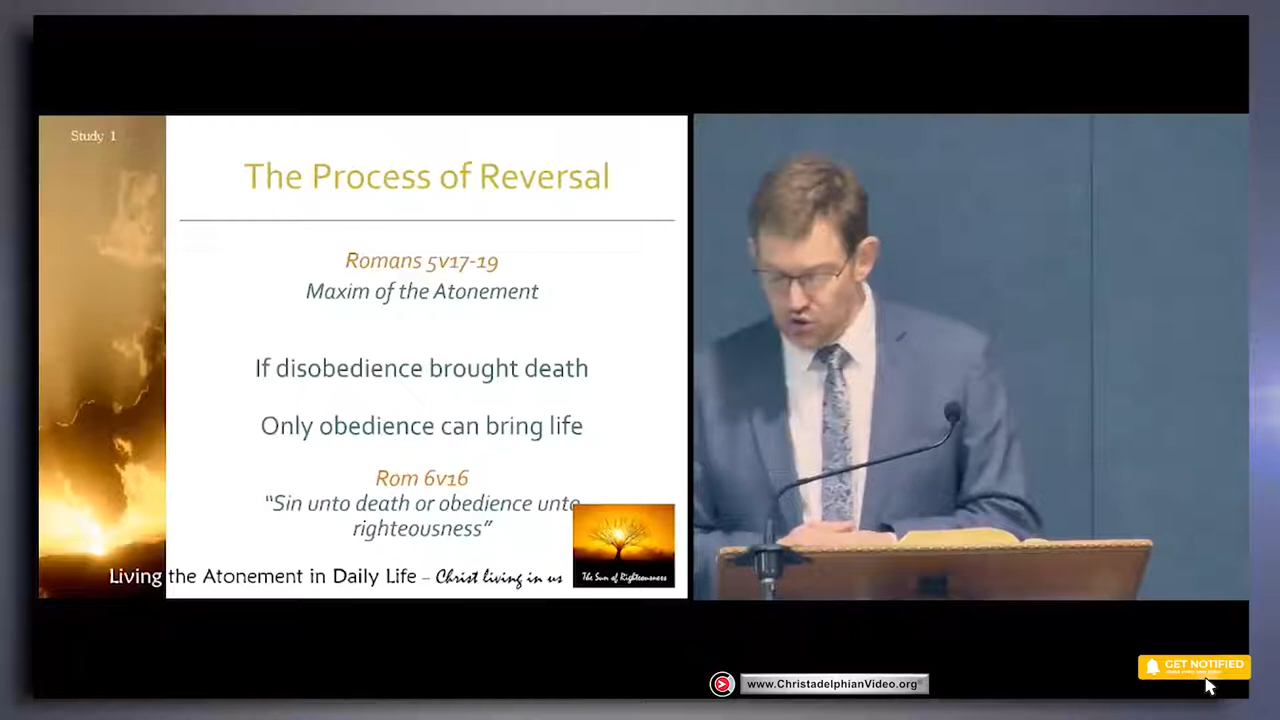 Study 1
The Process of Reversal
Romans 5v17-19
Maxim of the Atonement
If disobedience brought death
Only obedience can bring life
Rom 6v16
“Sin unto death or obedience unto
righteousness”
The Sun of Righteousness
Living the Atonement in Daily Life – Christ living in us
GET NOTIFIED
www.ChristadelphianVideo.org